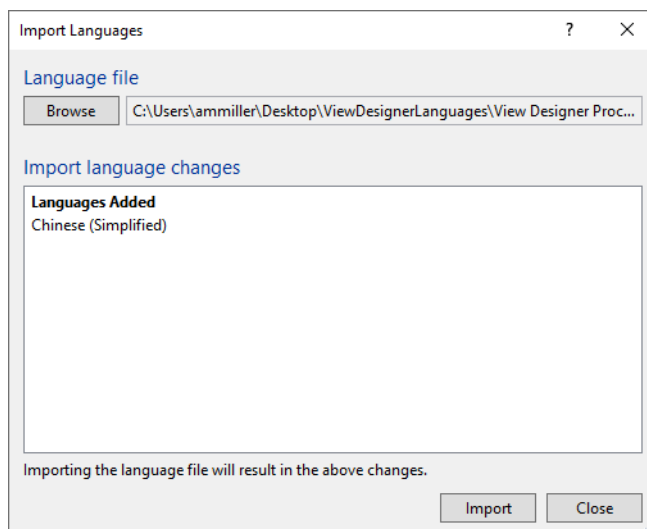 Import Languages ?
Language file
Browse C:\Users\ammiller\Desktop\ViewDesignerLanguages\View Designer Proc...
Import language changes
Languages Added
Chinese (Simplified)
Importing the language file will result in the above changes.
Import Close